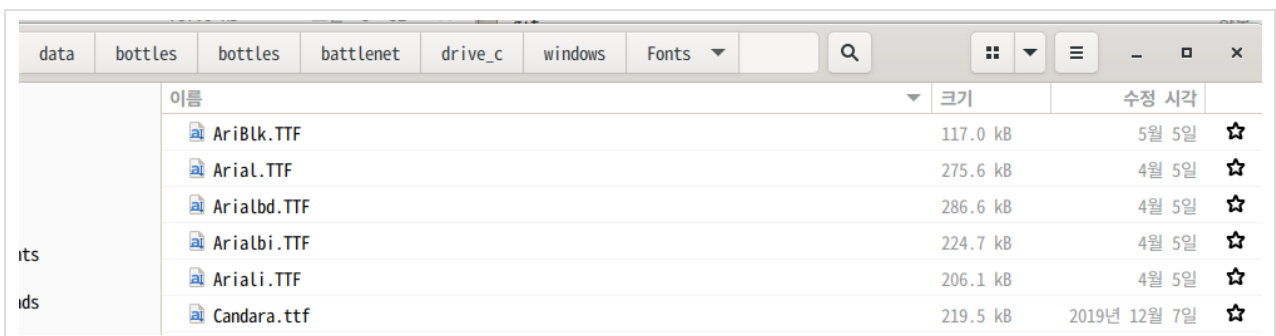 data bottles bottles battlenet drive_c windows Fonts
이름 크기 수정 시각
AriBlk.TTF 117.0 kB 5월 5일
Arial.TTF 275.6 kB 4월 5일
Arialbd.TTF 286.6 kB 4월 5일
Arialbi.TTF 224.7 kB 4월 5일
nts
Ariali.TTF 206.1 kB 4월 5일
nds
Candara.ttf 219.5 kB 2019년 12월 7일